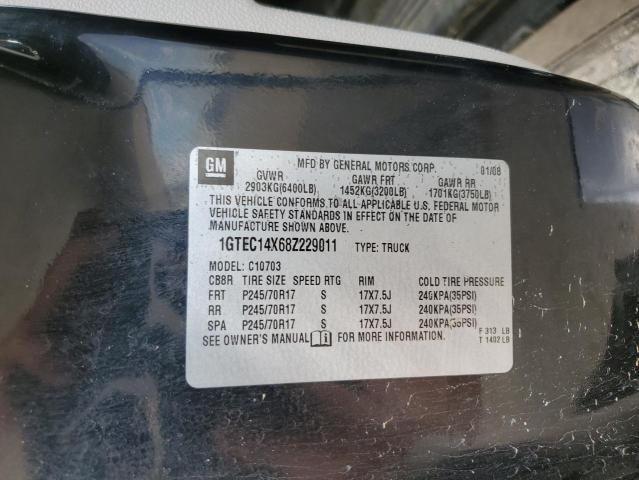 GM MFD BY GENERAL MOTORS CORP. 01/08
GVWR GAWR FRT GAWR RR
2903KG(6400LB) 1452KG(3200LB) 1701KG(3750LB)
THIS VEHICLE CONFORMS TO ALL APPLICABLE U.S. FEDERAL MOTOR
VEHICLE SAFETY STANDARDS IN EFFECT ON THE DATE OF
MANUFACTURE SHOWN ABOVE.
1GTEC14X68Z229011 TYPE: TRUCK
MODEL: C10703
CB8R TIRE SIZE SPEED RTG RIM COLD TIRE PRESSURE
FRT P245/70R17 S 17X7.5J 240KPA(35PSI)
RR P245/70R17 S 17X7.5J 240KPA(35PSI)
SPA P245/70R17 S 17X7.5J 240KPA(35PSI)
SEE OWNER'S MANUAL FOR MORE INFORMATION.
F 313 LB
T 1402 LB